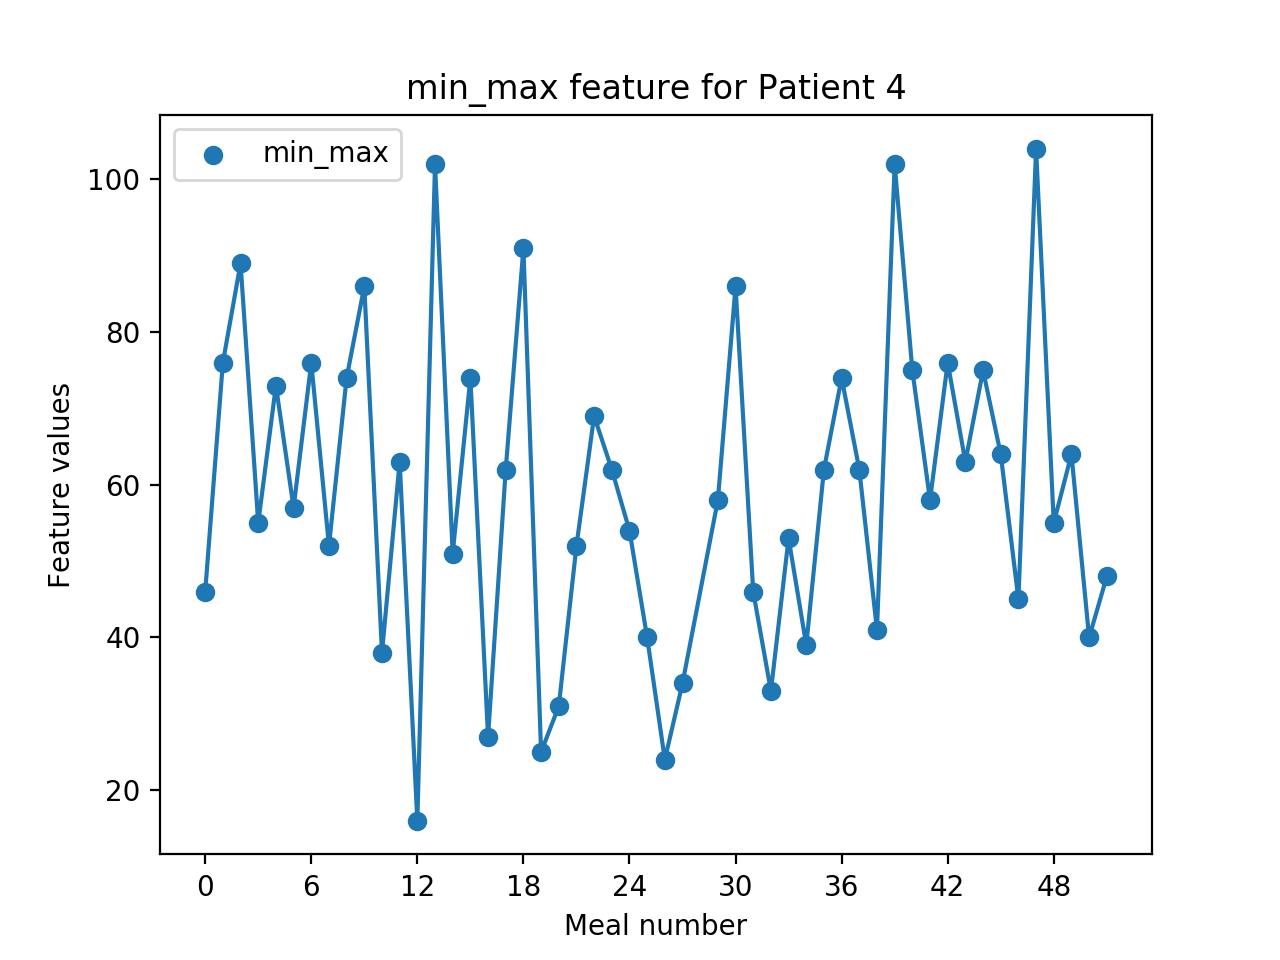 min_max feature for Patient 4
min_max
100
80
60
40
20
Feature values
0 6 12 18 24 30 36 42 48
Meal number